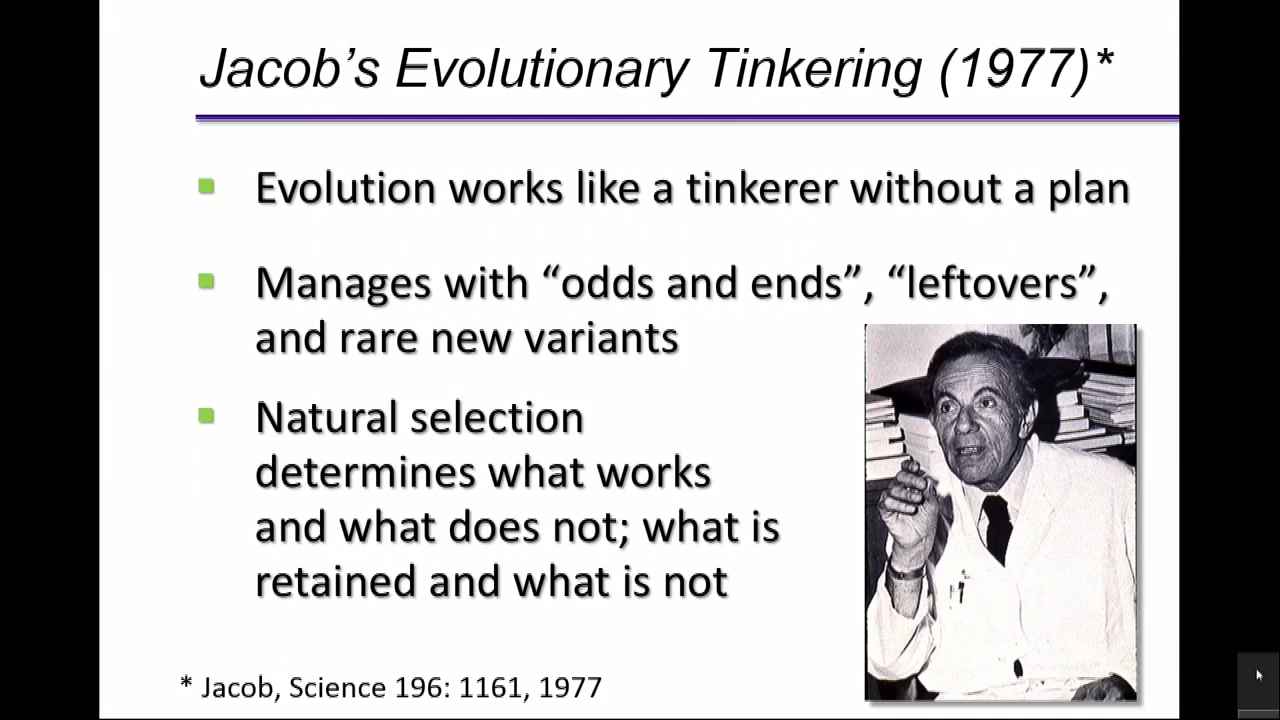 Jacob’s Evolutionary Tinkering (1977)*
Evolution works like a tinkerer without a plan
Manages with “odds and ends”, “leftovers”,
and rare new variants
Natural selection
determines what works
and what does not; what is
retained and what is not
* Jacob, Science 196: 1161, 1977